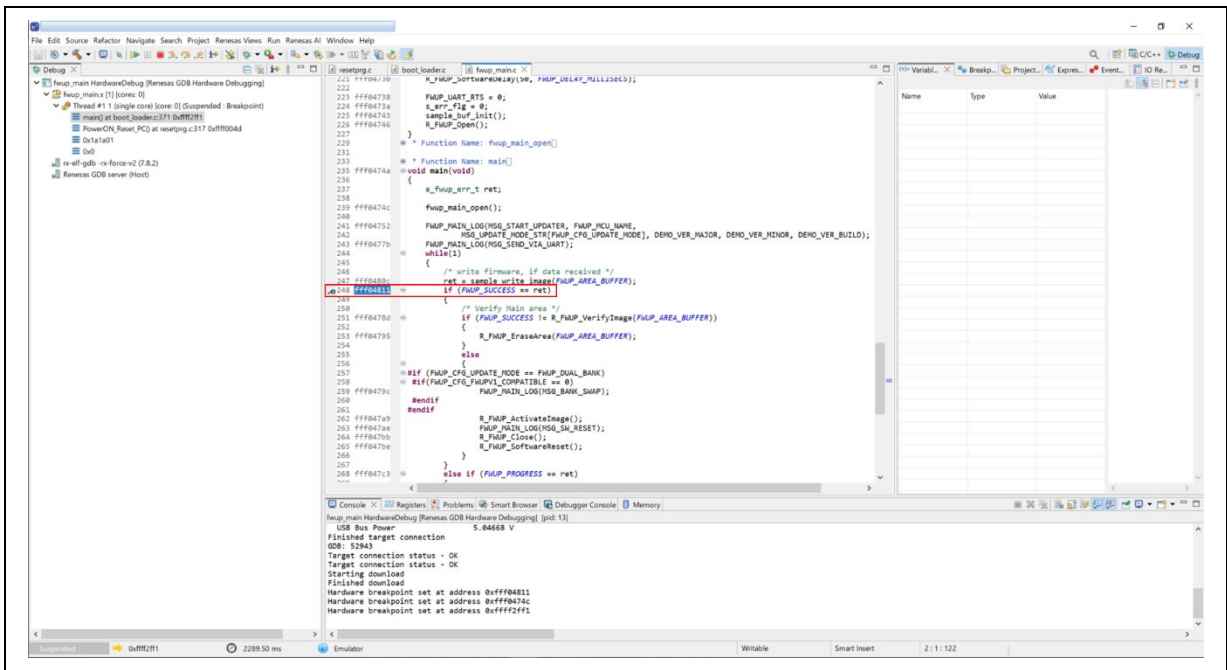 File Edit Source Refactor Navigate Search Project Renesas Views Run Renesas AI Window Help
C/C++ Debug
Debug
fwup_main HardwareDebug [Renesas GDB Hardware Debugging]
fwup_main.x [1] [cores: 0]
Thread #1 1 (single core) [core: 0] (Suspended : Breakpoint)
main() at boot_loader.c:371 0xffff2ff1
PowerON_Reset_PC() at resetprg.c:317 0xffff004d
0x1a1a01
0x0
rx-elf-gdb -rx-force-v2 (7.8.2)
Renesas GDB server (Host)
resetprg.c boot_loader.c fwup_main.c
221 fff04730 R_FWUP_SoftwareDelay(50, FWUP_DELAY_MILLISECS);
222
223 fff04738 FWUP_UART_RTS = 0;
224 fff0473a s_err_flg = 0;
225 fff04743 sample_buf_init();
226 fff04746 R_FWUP_Open();
227 }
229 * Function Name: fwup_main_open
231
233 * Function Name: main
235 fff0474a void main(void)
236 {
237 e_fwup_err_t ret;
238
239 fff0474c fwup_main_open();
240
241 fff04752 FWUP_MAIN_LOG(MSG_START_UPDATER, FWUP_MCU_NAME,
242 MSG_UPDATE_MODE_STR[FWUP_CFG_UPDATE_MODE], DEMO_VER_MAJOR, DEMO_VER_MINOR, DEMO_VER_BUILD);
243 fff0477b FWUP_MAIN_LOG(MSG_SEND_VIA_UART);
244 while(1)
245 {
246 /* write firmware, if data received */
247 fff0480c ret = sample_write_image(FWUP_AREA_BUFFER);
248 fff04811 if (FWUP_SUCCESS == ret)
249 {
250 /* Verify Main area */
251 fff0478d if (FWUP_SUCCESS != R_FWUP_VerifyImage(FWUP_AREA_BUFFER))
252 {
253 fff04795 R_FWUP_EraseArea(FWUP_AREA_BUFFER);
254 }
255 else
256 {
257 #if (FWUP_CFG_UPDATE_MODE == FWUP_DUAL_BANK)
258 #if(FWUP_CFG_FWUPV1_COMPATIBLE == 0)
259 fff0479c FWUP_MAIN_LOG(MSG_BANK_SWAP);
260 #endif
261 #endif
262 fff047a9 R_FWUP_ActivateImage();
263 fff047ae FWUP_MAIN_LOG(MSG_SW_RESET);
264 fff047bb R_FWUP_Close();
265 fff047be R_FWUP_SoftwareReset();
266 }
267 }
268 fff047c3 else if (FWUP_PROGRESS == ret)
Variabl... Breakp... Project... Expres... Event... IO Re...
Name Type Value
Console Registers Problems Smart Browser Debugger Console Memory
fwup_main HardwareDebug [Renesas GDB Hardware Debugging] [pid: 13]
USB Bus Power 5.04668 V
Finished target connection
GDB: 52943
Target connection status - OK
Target connection status - OK
Starting download
Finished download
Hardware breakpoint set at address 0xfff04811
Hardware breakpoint set at address 0xfff0474c
Hardware breakpoint set at address 0xffff2ff1
Suspended 0xffff2ff1 2289.50 ms Emulator Writable Smart Insert 2 : 1 : 122